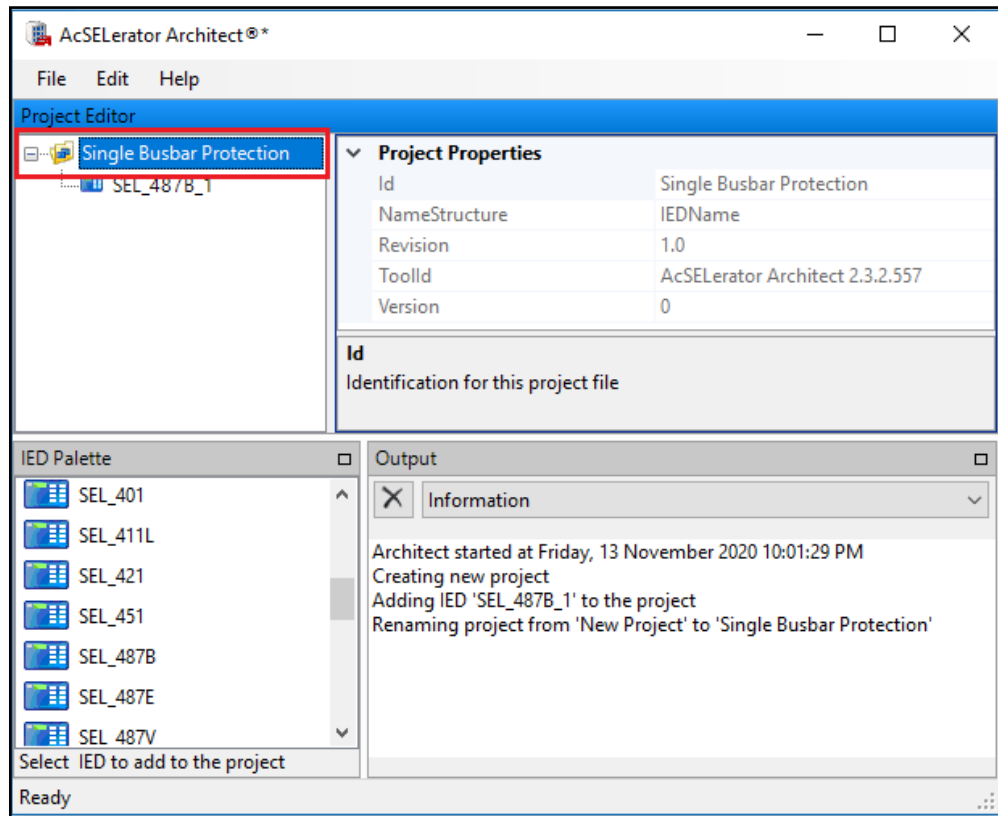 AcSELerator Architect®*
File Edit Help
Project Editor
Single Busbar Protection
SEL_487B_1
Project Properties
Id Single Busbar Protection
NameStructure IEDName
Revision 1.0
ToolId AcSELerator Architect 2.3.2.557
Version 0
Id
Identification for this project file
IED Palette
SEL_401
SEL_411L
SEL_421
SEL_451
SEL_487B
SEL_487E
SEL_487V
Select IED to add to the project
Output
Information
Architect started at Friday, 13 November 2020 10:01:29 PM
Creating new project
Adding IED 'SEL_487B_1' to the project
Renaming project from 'New Project' to 'Single Busbar Protection'
Ready